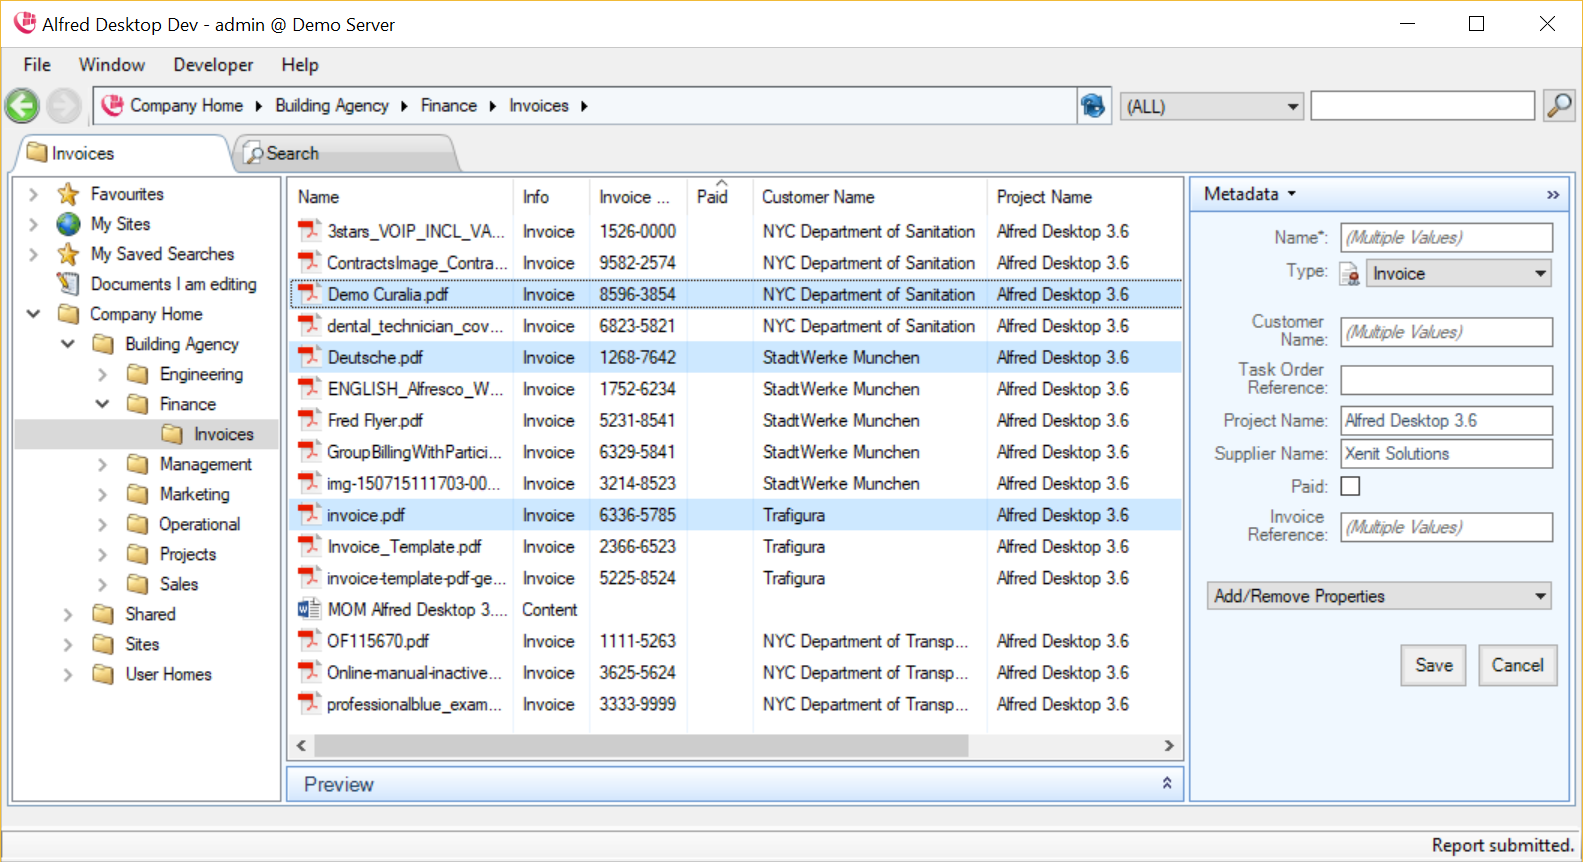 Alfred Desktop Dev - admin @ Demo Server
File Window Developer Help
Company Home Building Agency Finance Invoices (ALL)
Invoices Search
Favourites
My Sites
My Saved Searches
Documents I am editing
Company Home
Building Agency
Engineering
Finance
Invoices
Management
Marketing
Operational
Projects
Sales
Shared
Sites
User Homes
Name Info Invoice ... Paid Customer Name Project Name
3stars_VOIP_INCL_VA... Invoice 1526-0000 NYC Department of Sanitation Alfred Desktop 3.6
ContractsImage_Contra... Invoice 9582-2574 NYC Department of Sanitation Alfred Desktop 3.6
Demo Curalia.pdf Invoice 8596-3854 NYC Department of Sanitation Alfred Desktop 3.6
dental_technician_cov... Invoice 6823-5821 NYC Department of Sanitation Alfred Desktop 3.6
Deutsche.pdf Invoice 1268-7642 StadtWerke Munchen Alfred Desktop 3.6
ENGLISH_Alfresco_W... Invoice 1752-6234 StadtWerke Munchen Alfred Desktop 3.6
Fred Flyer.pdf Invoice 5231-8541 StadtWerke Munchen Alfred Desktop 3.6
GroupBillingWithPartici... Invoice 6329-5841 StadtWerke Munchen Alfred Desktop 3.6
img-150715111703-00... Invoice 3214-8523 StadtWerke Munchen Alfred Desktop 3.6
invoice.pdf Invoice 6336-5785 Trafigura Alfred Desktop 3.6
Invoice_Template.pdf Invoice 2366-6523 Trafigura Alfred Desktop 3.6
invoice-template-pdf-ge... Invoice 5225-8524 Trafigura Alfred Desktop 3.6
MOM Alfred Desktop 3.... Content
OF115670.pdf Invoice 1111-5263 NYC Department of Transp... Alfred Desktop 3.6
Online-manual-inactive... Invoice 3625-5624 NYC Department of Transp... Alfred Desktop 3.6
professionalblue_exam... Invoice 3333-9999 NYC Department of Transp... Alfred Desktop 3.6
Preview
Metadata
Name*: (Multiple Values)
Type: Invoice
Customer
Name: (Multiple Values)
Task Order
Reference:
Project Name: Alfred Desktop 3.6
Supplier Name: Xenit Solutions
Paid:
Invoice
Reference: (Multiple Values)
Add/Remove Properties
Save Cancel
Report submitted.